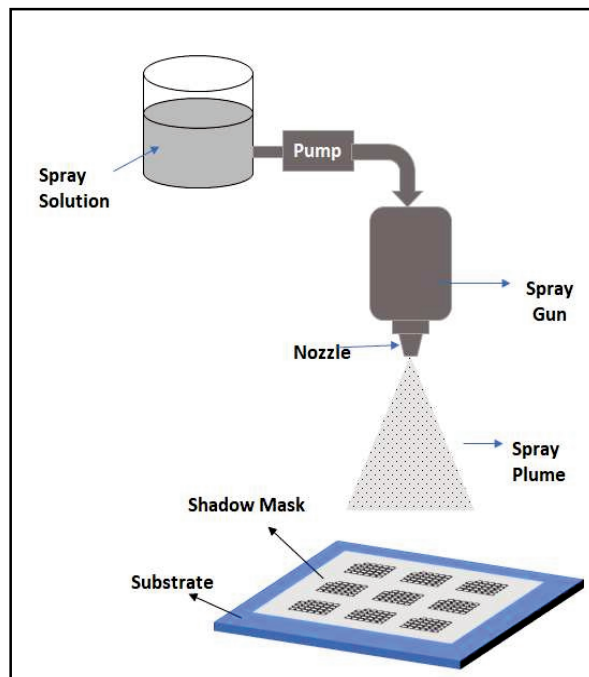 Pump
Spray
Solution
Spray
Gun
Nozzle
Spray
Plume
Shadow Mask
Substrate